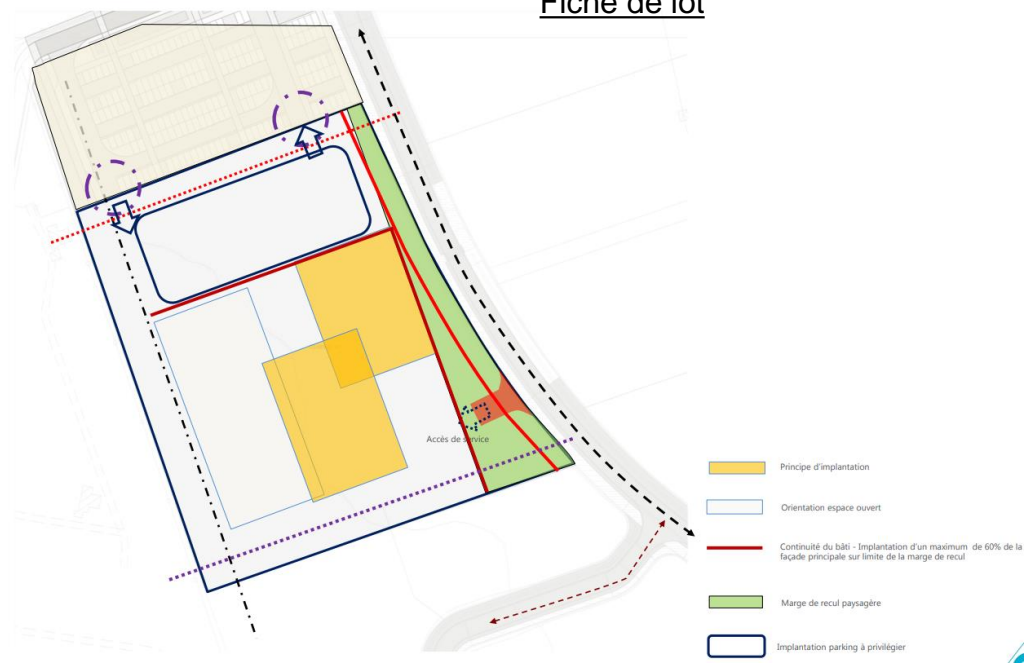 Fiche de lot
Accès de service
Principe d'implantation
Orientation espace ouvert
Continuité du bâti - Implantation d'un maximum de 60% de la
façade principale sur limite de la marge de recul
Marge de recul paysagère
Implantation parking à privilégier